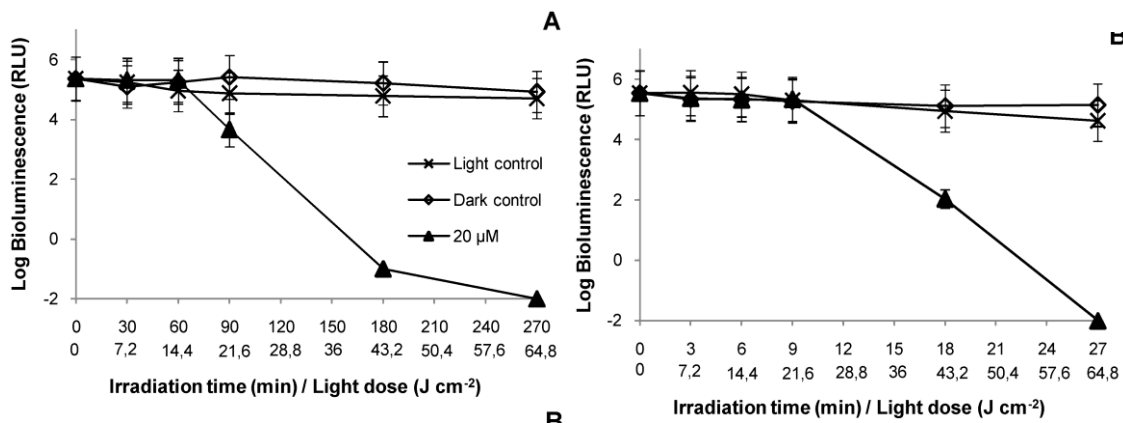 A
Log Bioluminescence (RLU)
6
4
2
0
-2
Light control
Dark control
20 µM
0 30 60 90 120 150 180 210 240 270
0 7,2 14,4 21,6 28,8 36 43,2 50,4 57,6 64,8
Irradiation time (min) / Light dose (J cm-2)
B
Log Bioluminescence (RLU)
6
4
2
0
-2
0 3 6 9 12 15 18 21 24 27
0 7,2 14,4 21,6 28,8 36 43,2 50,4 57,6 64,8
Irradiation time (min) / Light dose (J cm-2)
B